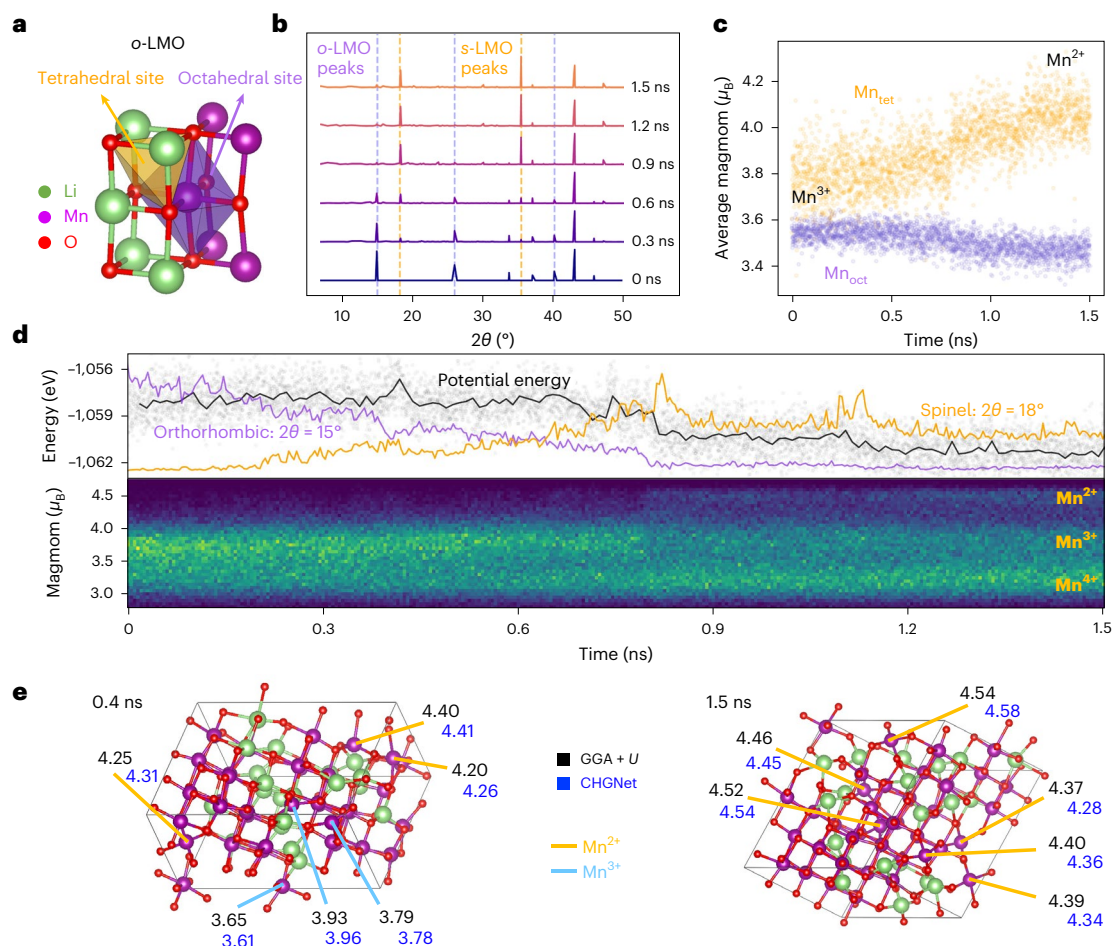 a
o-LMO
Tetrahedral site
Octahedral site
Li
Mn
O
b
o-LMO
peaks
s-LMO
peaks
1.5 ns
1.2 ns
0.9 ns
0.6 ns
0.3 ns
0 ns
10 20 30 40 50
2θ (°)
c
Average magmom (μB)
4.2
4.0
3.8
3.6
3.4
Mn2+
Mntet
Mn3+
Mnoct
0 0.5 1.0 1.5
Time (ns)
d
Energy (eV)
−1,056
−1,059
−1,062
Potential energy
Orthorhombic: 2θ = 15°
Spinel: 2θ = 18°
Magmom (μB)
4.5
4.0
3.5
3.0
Mn2+
Mn3+
Mn4+
0 0.3 0.6 0.9 1.2 1.5
Time (ns)
e
0.4 ns
4.40
4.41
4.25
4.31
4.20
4.26
3.65
3.61
3.93
3.96
3.79
3.78
GGA + U
CHGNet
Mn2+
Mn3+
1.5 ns
4.54
4.58
4.46
4.45
4.52
4.54
4.37
4.28
4.40
4.36
4.39
4.34